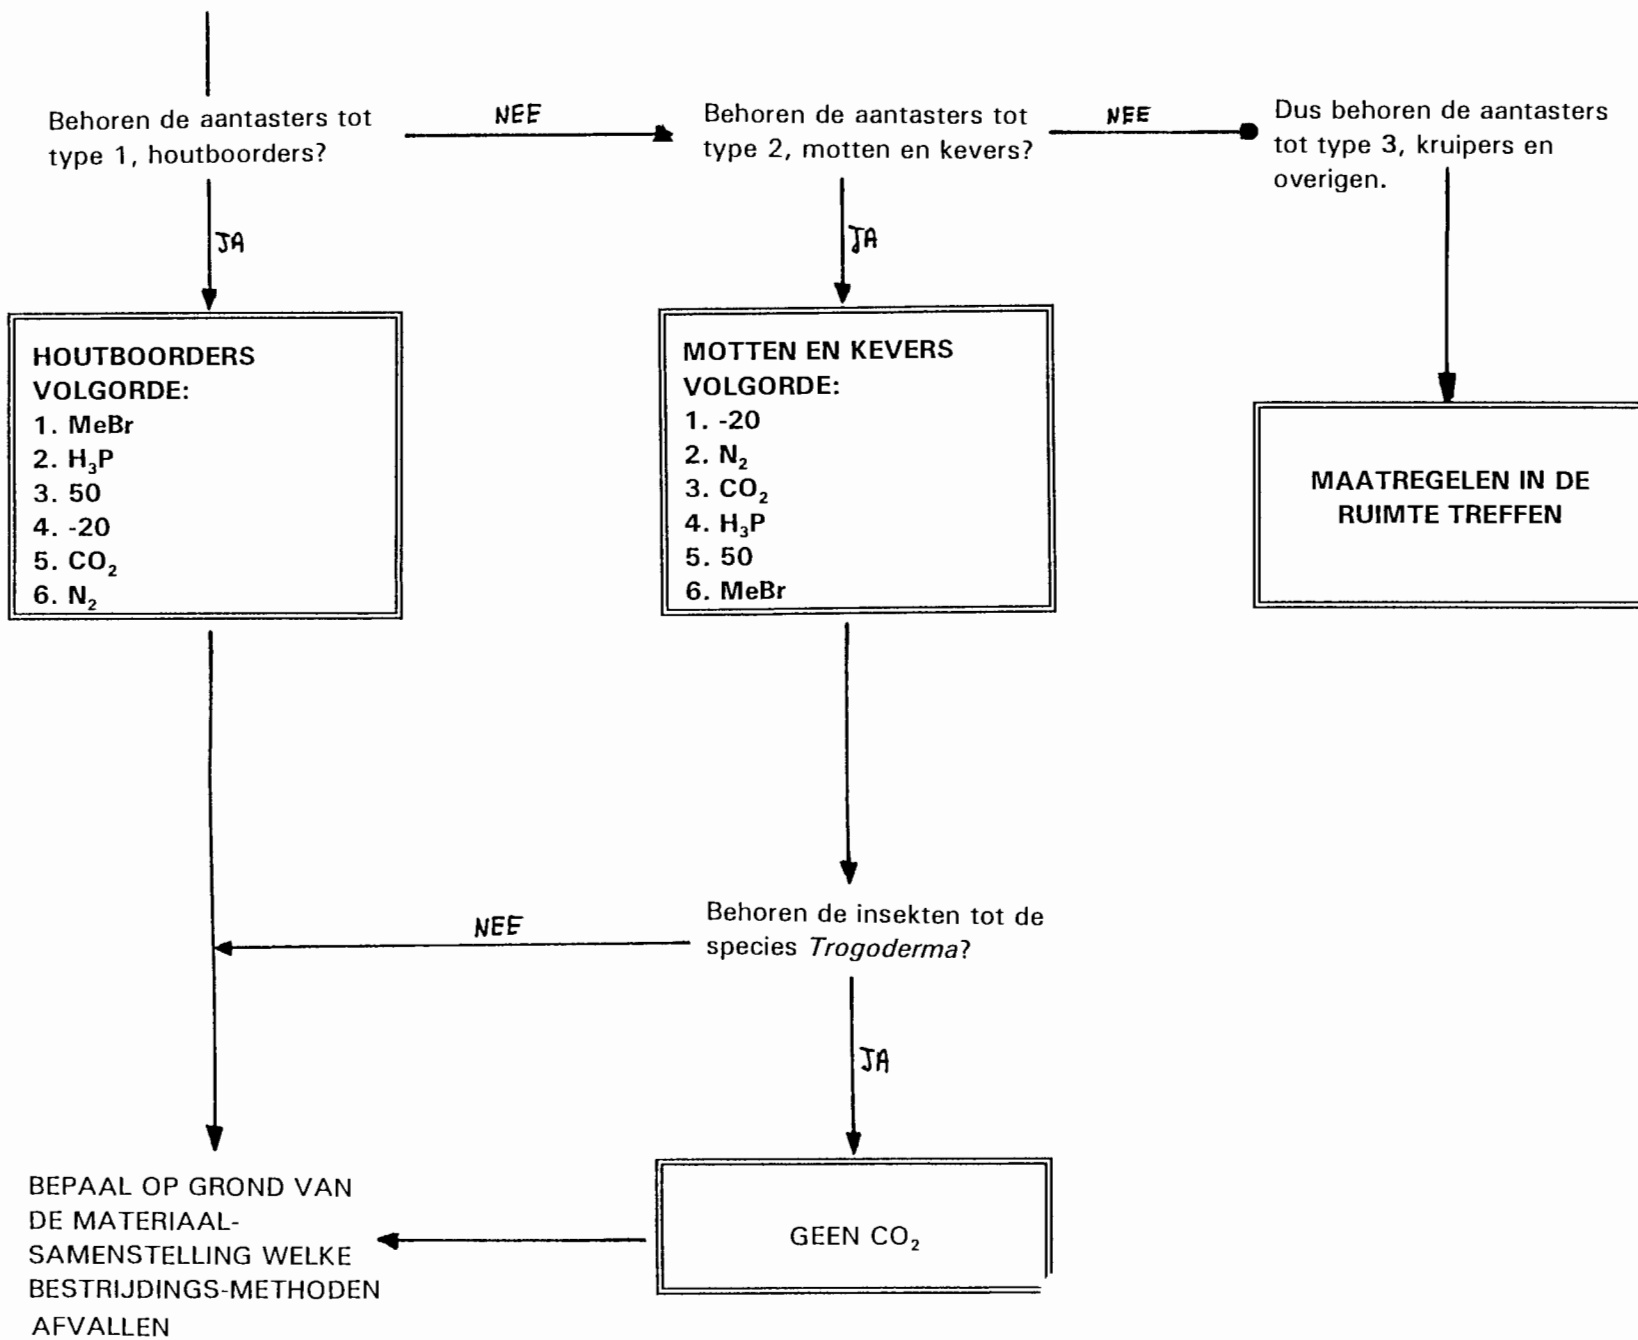 Behoren de aantasters tot
type 1, houtboorders?
NEE
Behoren de aantasters tot
type 2, motten en kevers?
NEE
Dus behoren de aantasters
tot type 3, kruipers en
overigen.
JA
JA
HOUTBOORDERS
VOLGORDE:
1. MeBr
2. H₃P
3. 50
4. -20
5. CO₂
6. N₂
MOTTEN EN KEVERS
VOLGORDE:
1. -20
2. N₂
3. CO₂
4. H₃P
5. 50
6. MeBr
MAATREGELEN IN DE
RUIMTE TREFFEN
NEE
Behoren de insekten tot de
species Trogoderma?
JA
BEPAAL OP GROND VAN
DE MATERIAAL-
SAMENSTELLING WELKE
BESTRIJDINGS-METHODEN
AFVALLEN
GEEN CO₂